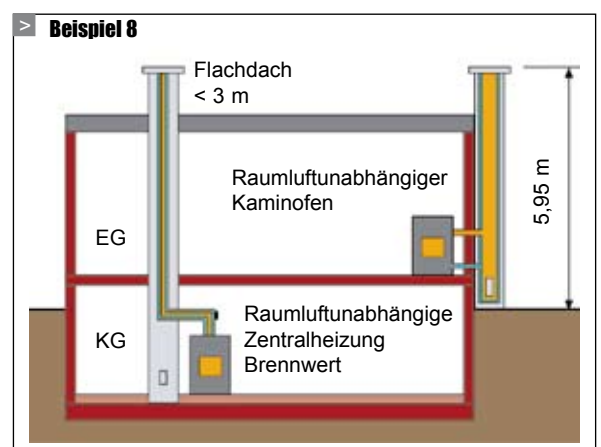 > Beispiel 8
Flachdach
< 3 m
Raumluftunabhängiger
Kaminofen
5,95 m
EG
Raumluftunabhängige
Zentralheizung
Brennwert
KG